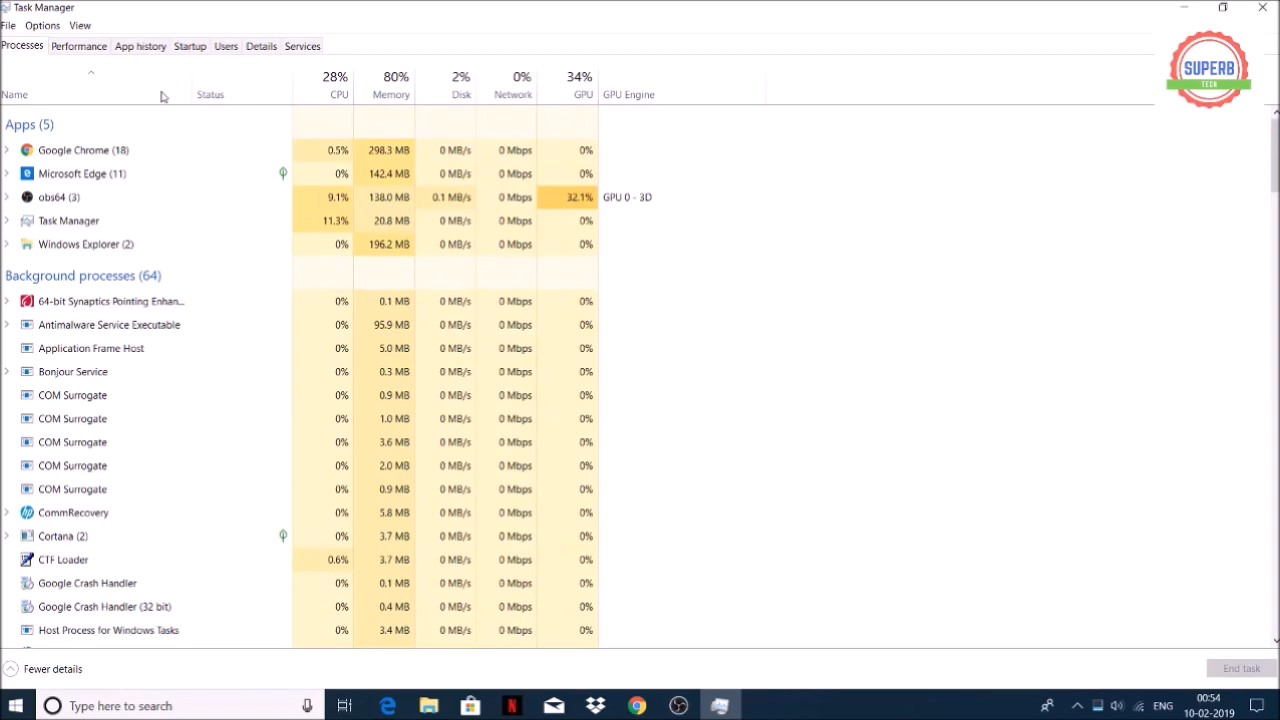 Task Manager
File Options View
Processes Performance App history Startup Users Details Services
28% 80% 2% 0% 34%
Name Status CPU Memory Disk Network GPU GPU Engine
SUPERB
TECH
Apps (5)
Google Chrome (18) 0.5% 298.3 MB 0 MB/s 0 Mbps 0%
Microsoft Edge (11) 0% 142.4 MB 0 MB/s 0 Mbps 0%
obs64 (3) 9.1% 138.0 MB 0.1 MB/s 0 Mbps 32.1% GPU 0 - 3D
Task Manager 11.3% 20.8 MB 0 MB/s 0 Mbps 0%
Windows Explorer (2) 0% 196.2 MB 0 MB/s 0 Mbps 0%
Background processes (64)
64-bit Synaptics Pointing Enhan... 0% 0.1 MB 0 MB/s 0 Mbps 0%
Antimalware Service Executable 0% 95.9 MB 0 MB/s 0 Mbps 0%
Application Frame Host 0% 5.0 MB 0 MB/s 0 Mbps 0%
Bonjour Service 0% 0.3 MB 0 MB/s 0 Mbps 0%
COM Surrogate 0% 0.9 MB 0 MB/s 0 Mbps 0%
COM Surrogate 0% 1.0 MB 0 MB/s 0 Mbps 0%
COM Surrogate 0% 3.6 MB 0 MB/s 0 Mbps 0%
COM Surrogate 0% 2.0 MB 0 MB/s 0 Mbps 0%
COM Surrogate 0% 0.9 MB 0 MB/s 0 Mbps 0%
CommRecovery 0% 5.8 MB 0 MB/s 0 Mbps 0%
Cortana (2) 0% 3.7 MB 0 MB/s 0 Mbps 0%
CTF Loader 0.6% 3.7 MB 0 MB/s 0 Mbps 0%
Google Crash Handler 0% 0.1 MB 0 MB/s 0 Mbps 0%
Google Crash Handler (32 bit) 0% 0.4 MB 0 MB/s 0 Mbps 0%
Host Process for Windows Tasks 0% 3.4 MB 0 MB/s 0 Mbps 0%
Fewer details End task
Type here to search ENG 00:54
10-02-2019